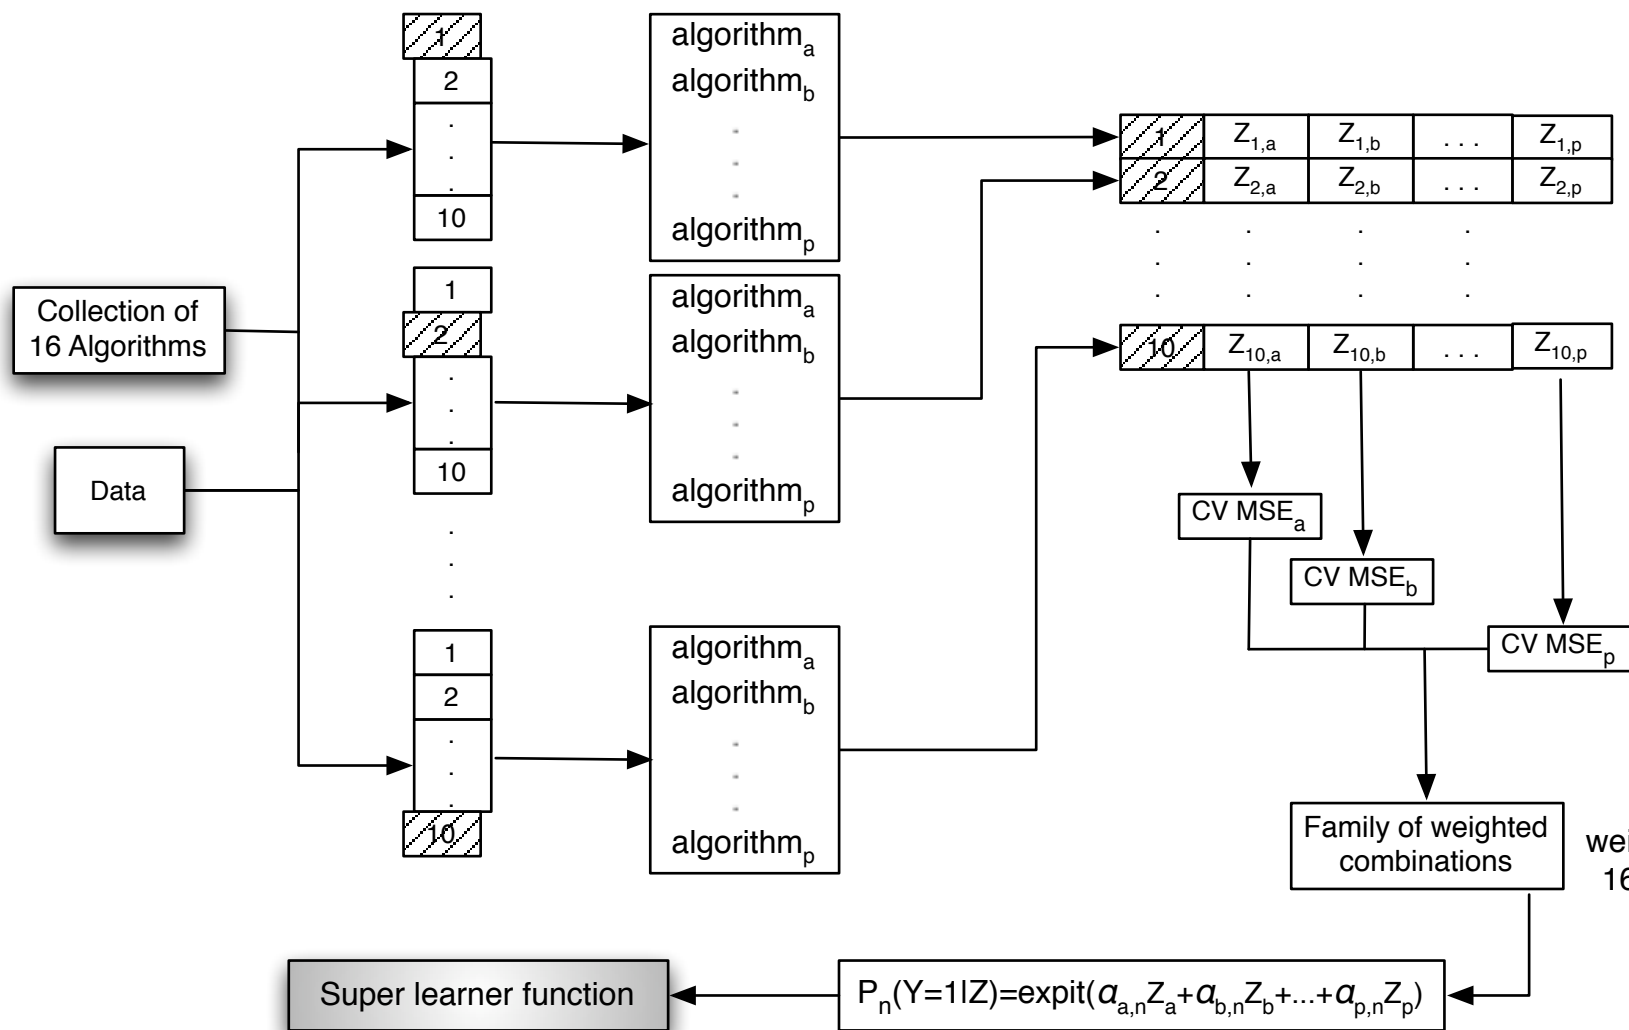 Collection of
16 Algorithms
Data
1
2
.
.
.
10
1
2
.
.
.
10
.
.
.
1
2
.
.
.
10
algorithm_a
algorithm_b
.
.
.
algorithm_p
algorithm_a
algorithm_b
.
.
.
algorithm_p
algorithm_a
algorithm_b
.
.
.
algorithm_p
1 Z_1,a Z_1,b . . . Z_1,p
2 Z_2,a Z_2,b . . . Z_2,p
. . . .
. . . .
. . . .
10 Z_10,a Z_10,b . . . Z_10,p
CV MSE_a
CV MSE_b
CV MSE_p
Family of weighted
combinations
wei
16
P_n(Y=1|Z)=expit(α_a,nZ_a+α_b,nZ_b+...+α_p,nZ_p)
Super learner function